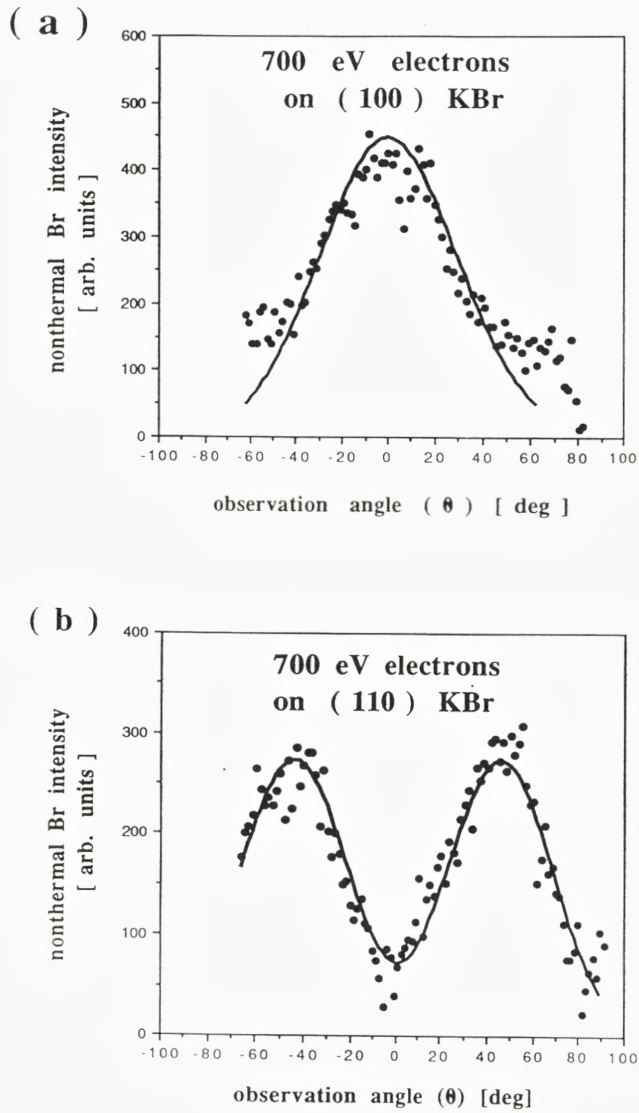 ( a )
600
500
400
300
200
100
0
nonthermal Br intensity
[ arb. units ]
700 eV electrons
on ( 100 ) KBr
-100 -80 -60 -40 -20 0 20 40 60 80 100
observation angle ( θ ) [ deg ]
( b )
400
300
200
100
0
nonthermal Br intensity
[ arb. units ]
700 eV electrons
on ( 110 ) KBr
-100 -80 -60 -40 -20 0 20 40 60 80 100
observation angle (θ) [deg]